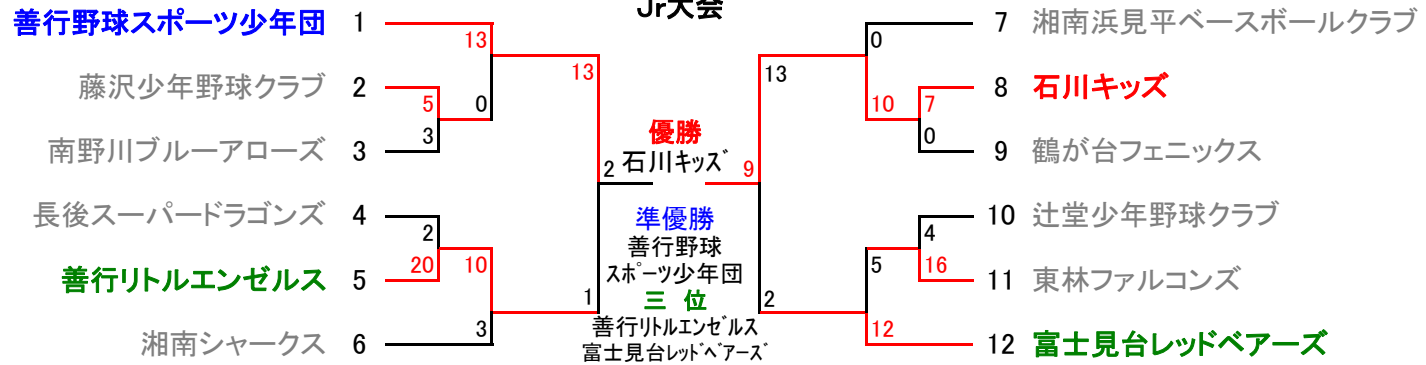 Jr大会
善行野球スポーツ少年団 1
藤沢少年野球クラブ 2
南野川ブルーアローズ 3
長後スーパードラゴンズ 4
善行リトルエンゼルス 5
湘南シャークス 6
13
5
3
0
13
2
20
10
3
1
2
優勝
石川キッズ
9
準優勝
善行野球
スポーツ少年団
三 位
善行リトルエンゼルス
富士見台レッドベアーズ
7 湘南浜見平ベースボールクラブ
8 石川キッズ
9 鶴が台フェニックス
10 辻堂少年野球クラブ
11 東林ファルコンズ
12 富士見台レッドベアーズ
0
13
10
7
0
4
5
16
2
12